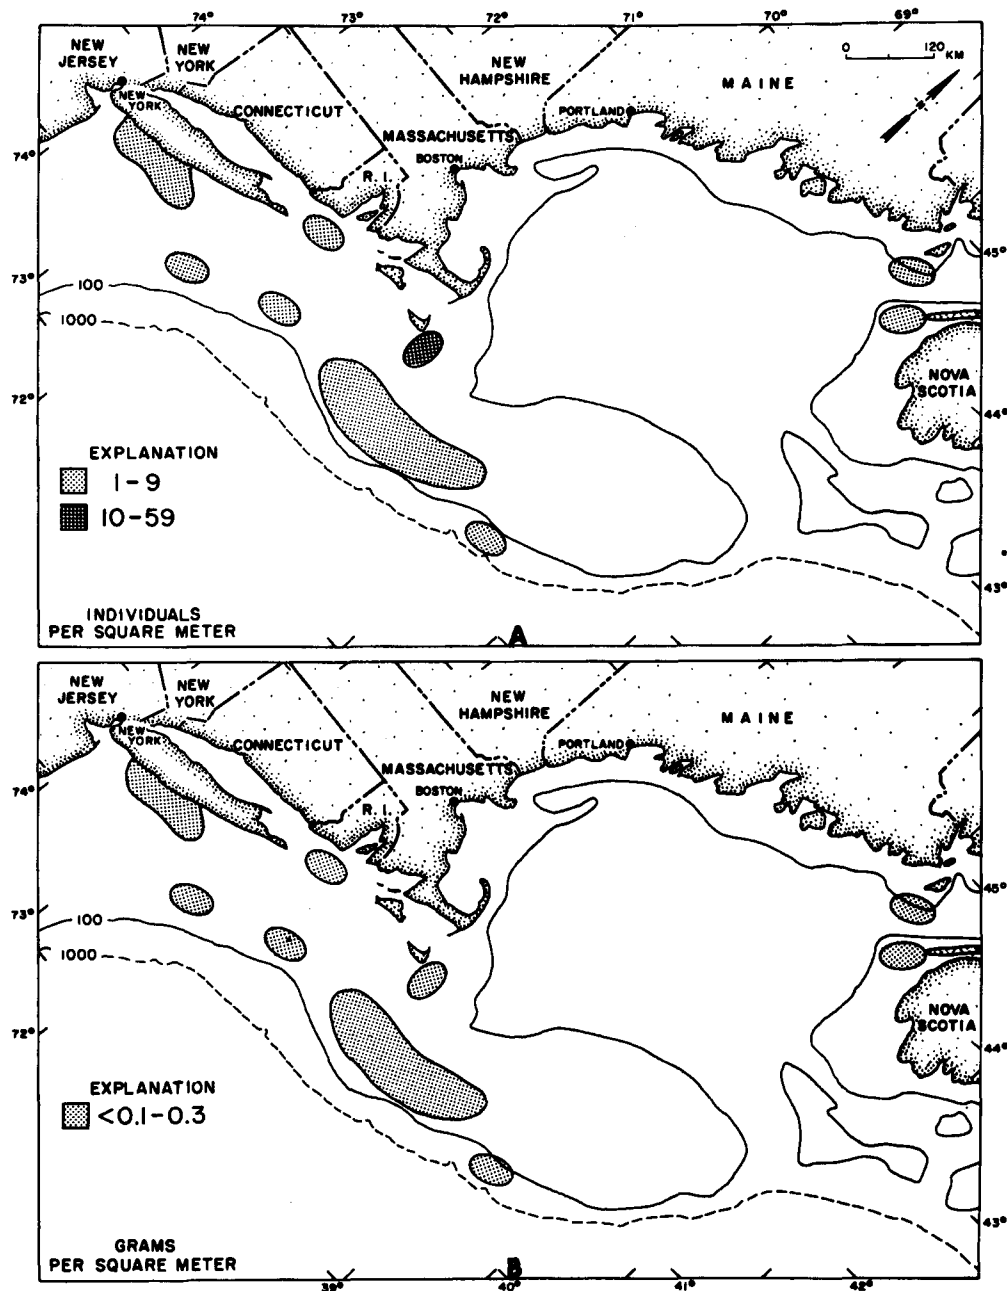 74°
73°
72°
71°
70°
69°
NEW
JERSEY
NEW
YORK
NEW
YORK
CONNECTICUT
MASSACHUSETTS
BOSTON
R. I.
NEW
HAMPSHIRE
PORTLAND
MAINE
0 120
KM
74°
73°
72°
100
1000
45°
44°
43°
NOVA
SCOTIA
EXPLANATION
1-9
10-59
INDIVIDUALS
PER SQUARE METER
A
NEW
JERSEY
NEW
YORK
NEW
YORK
CONNECTICUT
MASSACHUSETTS
BOSTON
R. I.
NEW
HAMPSHIRE
PORTLAND
MAINE
74°
73°
72°
100
1000
45°
44°
43°
NOVA
SCOTIA
EXPLANATION
<0.1-0.3
GRAMS
PER SQUARE METER
B
39°
40°
41°
42°